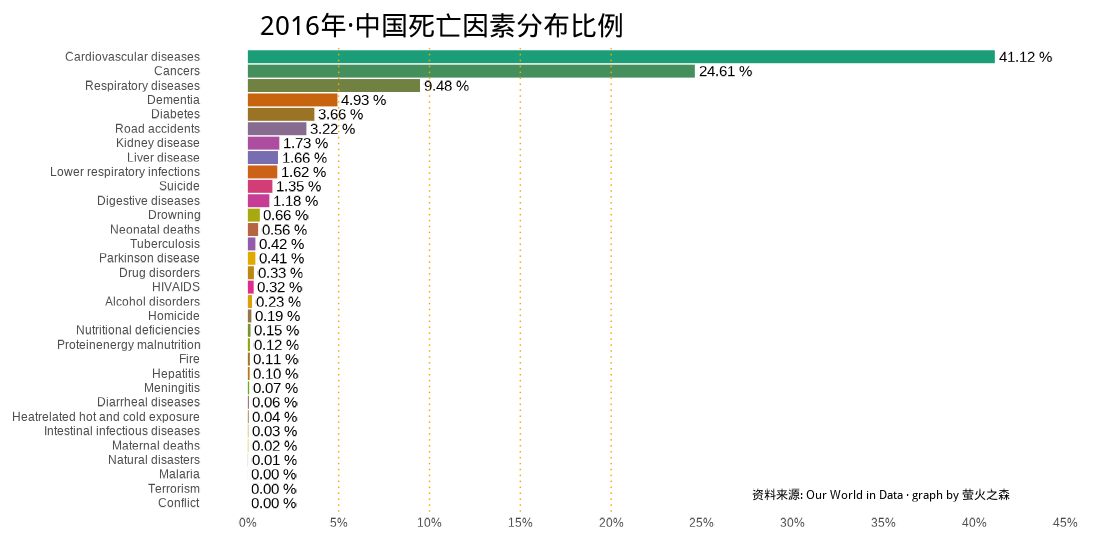 2016年·中国死亡因素分布比例
Cardiovascular diseases 41.12 %
Cancers 24.61 %
Respiratory diseases 9.48 %
Dementia 4.93 %
Diabetes 3.66 %
Road accidents 3.22 %
Kidney disease 1.73 %
Liver disease 1.66 %
Lower respiratory infections 1.62 %
Suicide 1.35 %
Digestive diseases 1.18 %
Drowning 0.66 %
Neonatal deaths 0.56 %
Tuberculosis 0.42 %
Parkinson disease 0.41 %
Drug disorders 0.33 %
HIVAIDS 0.32 %
Alcohol disorders 0.23 %
Homicide 0.19 %
Nutritional deficiencies 0.15 %
Proteinenergy malnutrition 0.12 %
Fire 0.11 %
Hepatitis 0.10 %
Meningitis 0.07 %
Diarrheal diseases 0.06 %
Heatrelated hot and cold exposure 0.04 %
Intestinal infectious diseases 0.03 %
Maternal deaths 0.02 %
Natural disasters 0.01 %
Malaria 0.00 %
Terrorism 0.00 %
Conflict 0.00 %
资料来源: Our World in Data · graph by 萤火之森
0% 5% 10% 15% 20% 25% 30% 35% 40% 45%